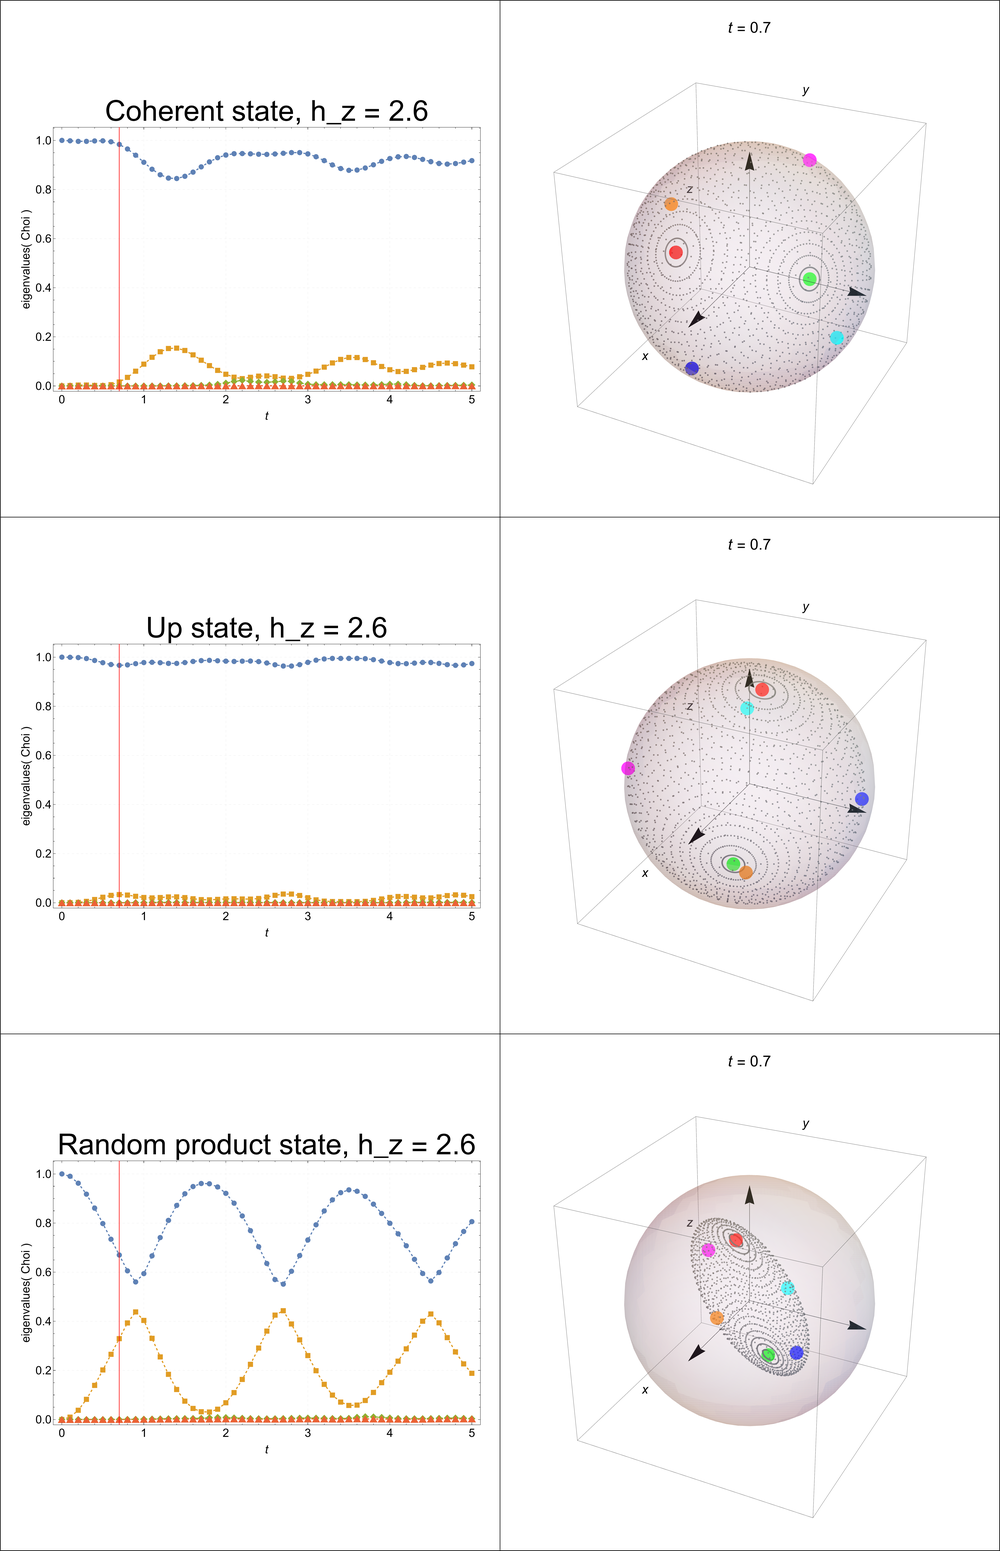 Coherent state, h_z = 2.6
eigenvalues( Choi )
1.0
0.8
0.6
0.4
0.2
0.0
0 1 2 3 4 5
t
t = 0.7
y
z
x
Up state, h_z = 2.6
eigenvalues( Choi )
1.0
0.8
0.6
0.4
0.2
0.0
0 1 2 3 4 5
t
t = 0.7
y
z
x
Random product state, h_z = 2.6
eigenvalues( Choi )
1.0
0.8
0.6
0.4
0.2
0.0
0 1 2 3 4 5
t
t = 0.7
y
z
x